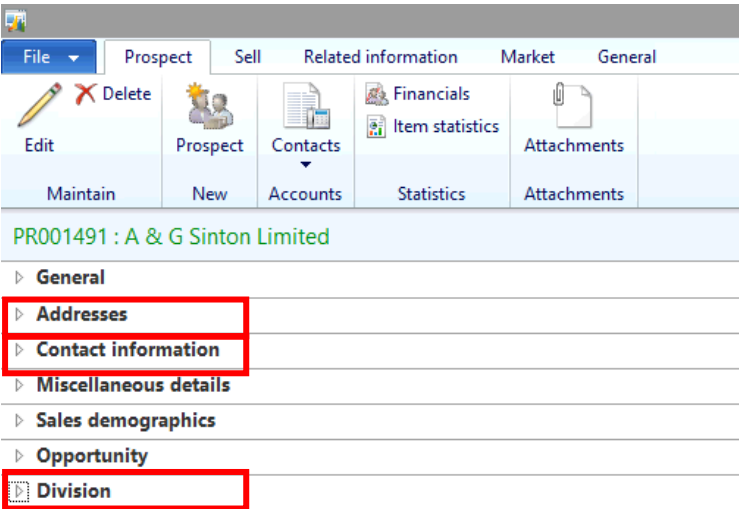 File Prospect Sell Related information Market General
Delete Financials
Item statistics
Edit Prospect Contacts Attachments
Maintain New Accounts Statistics Attachments
PR001491 : A & G Sinton Limited
General
Addresses
Contact information
Miscellaneous details
Sales demographics
Opportunity
Division